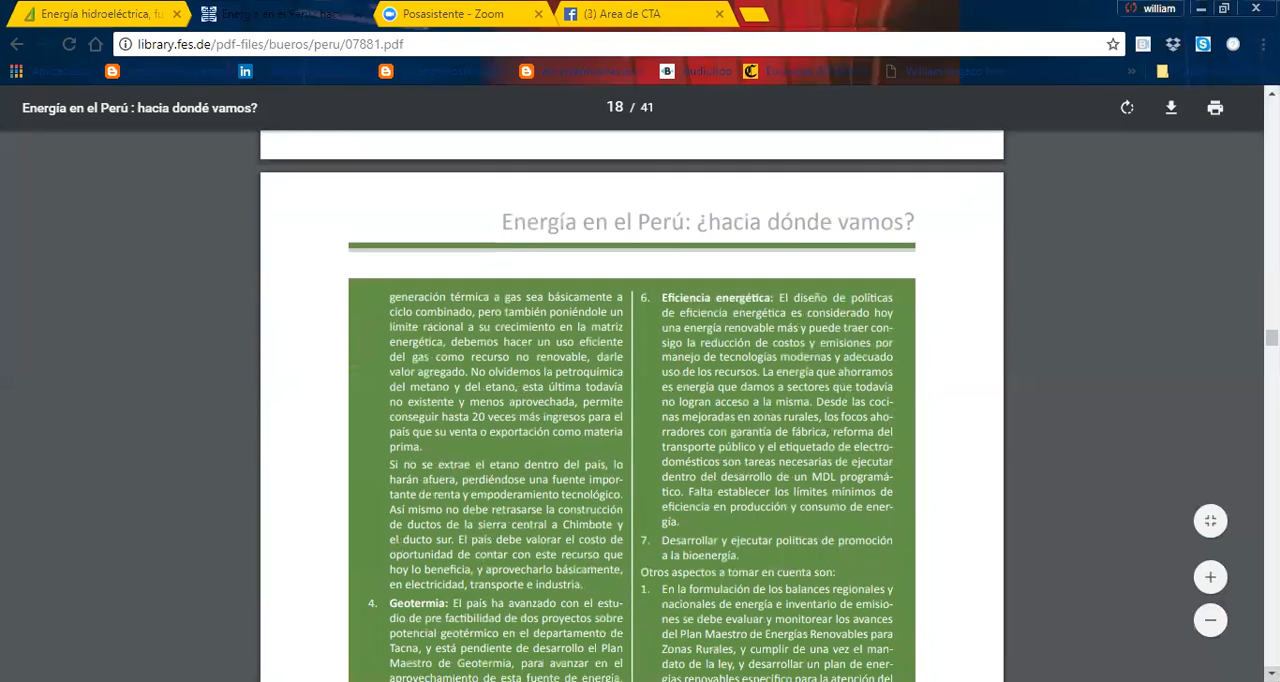 Energía hidroeléctrica, fu
Energía en el Perú: hac
Posasistente - Zoom
(3) Area de CTA
william
library.fes.de/pdf-files/bueros/peru/07881.pdf
Energía en el Perú : hacia dondé vamos?
18 / 41
Energía en el Perú: ¿hacia dónde vamos?
generación térmica a gas sea básicamente a
ciclo combinado, pero también poniéndole un
límite racional a su crecimiento en la matriz
energética, debemos hacer un uso eficiente
del gas como recurso no renovable, darle
valor agregado. No olvidemos la petroquímica
del metano y del etano, esta última todavía
no existente y menos aprovechada, permite
conseguir hasta 20 veces más ingresos para el
país que su venta o exportación como materia
prima.
Si no se extrae el etano dentro del país, lo
harán afuera, perdiéndose una fuente impor-
tante de renta y empoderamiento tecnológico.
Así mismo no debe retrasarse la construcción
de ductos de la sierra central a Chimbote y
el ducto sur. El país debe valorar el costo de
oportunidad de contar con este recurso que
hoy lo beneficia, y aprovecharlo básicamente,
en electricidad, transporte e industria.
4. Geotermia: El país ha avanzado con el estu-
dio de pre factibilidad de dos proyectos sobre
potencial geotérmico en el departamento de
Tacna, y está pendiente de desarrollo el Plan
Maestro de Geotermia, para avanzar en el
aprovechamiento de esta fuente de energía.
6. Eficiencia energética: El diseño de políticas
de eficiencia energética es considerado hoy
una energía renovable más y puede traer con-
sigo la reducción de costos y emisiones por
manejo de tecnologías modernas y adecuado
uso de los recursos. La energía que ahorramos
es energía que damos a sectores que todavía
no logran acceso a la misma. Desde las coci-
nas mejoradas en zonas rurales, los focos aho-
rradores con garantía de fábrica, reforma del
transporte público y el etiquetado de electro-
domésticos son tareas necesarias de ejecutar
dentro del desarrollo de un MDL programá-
tico. Falta establecer los límites mínimos de
eficiencia en producción y consumo de ener-
gía.
7. Desarrollar y ejecutar políticas de promoción
a la bioenergía.
Otros aspectos a tomar en cuenta son:
1. En la formulación de los balances regionales y
nacionales de energía e inventario de emisio-
nes se debe evaluar y monitorear los avances
del Plan Maestro de Energías Renovables para
Zonas Rurales, y cumplir de una vez el man-
dato de la ley, y desarrollar un plan de ener-
gías renovables específico para la atención del